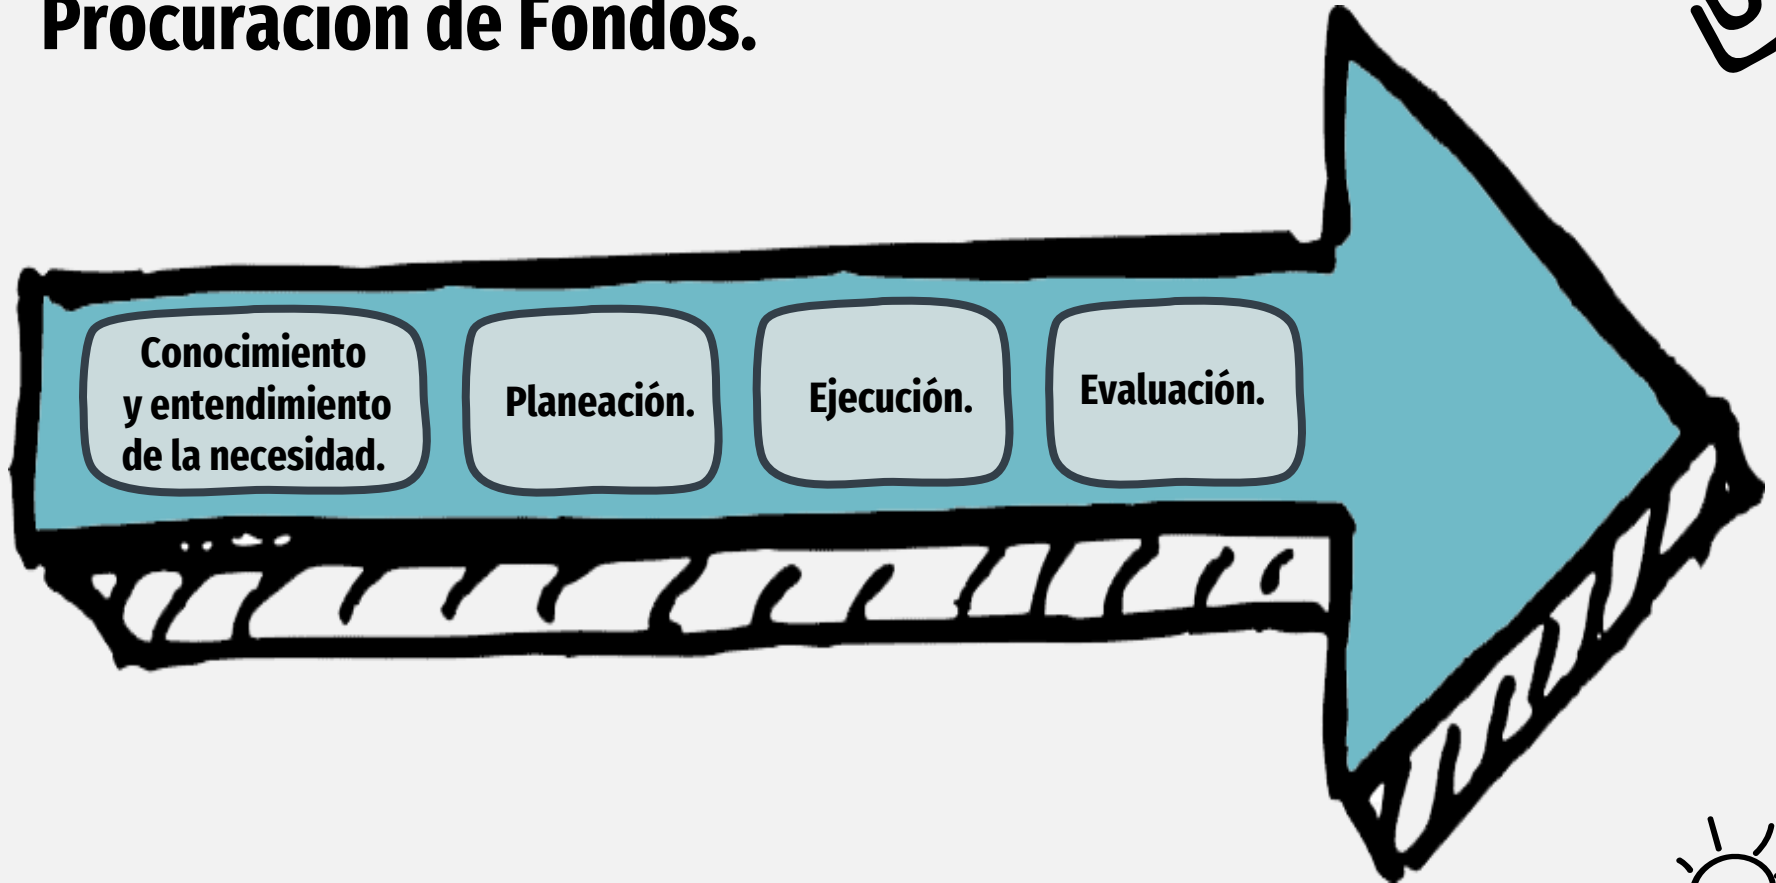 Procuración de Fondos.
Conocimiento
y entendimiento
de la necesidad.
Planeación.
Ejecución.
Evaluación.